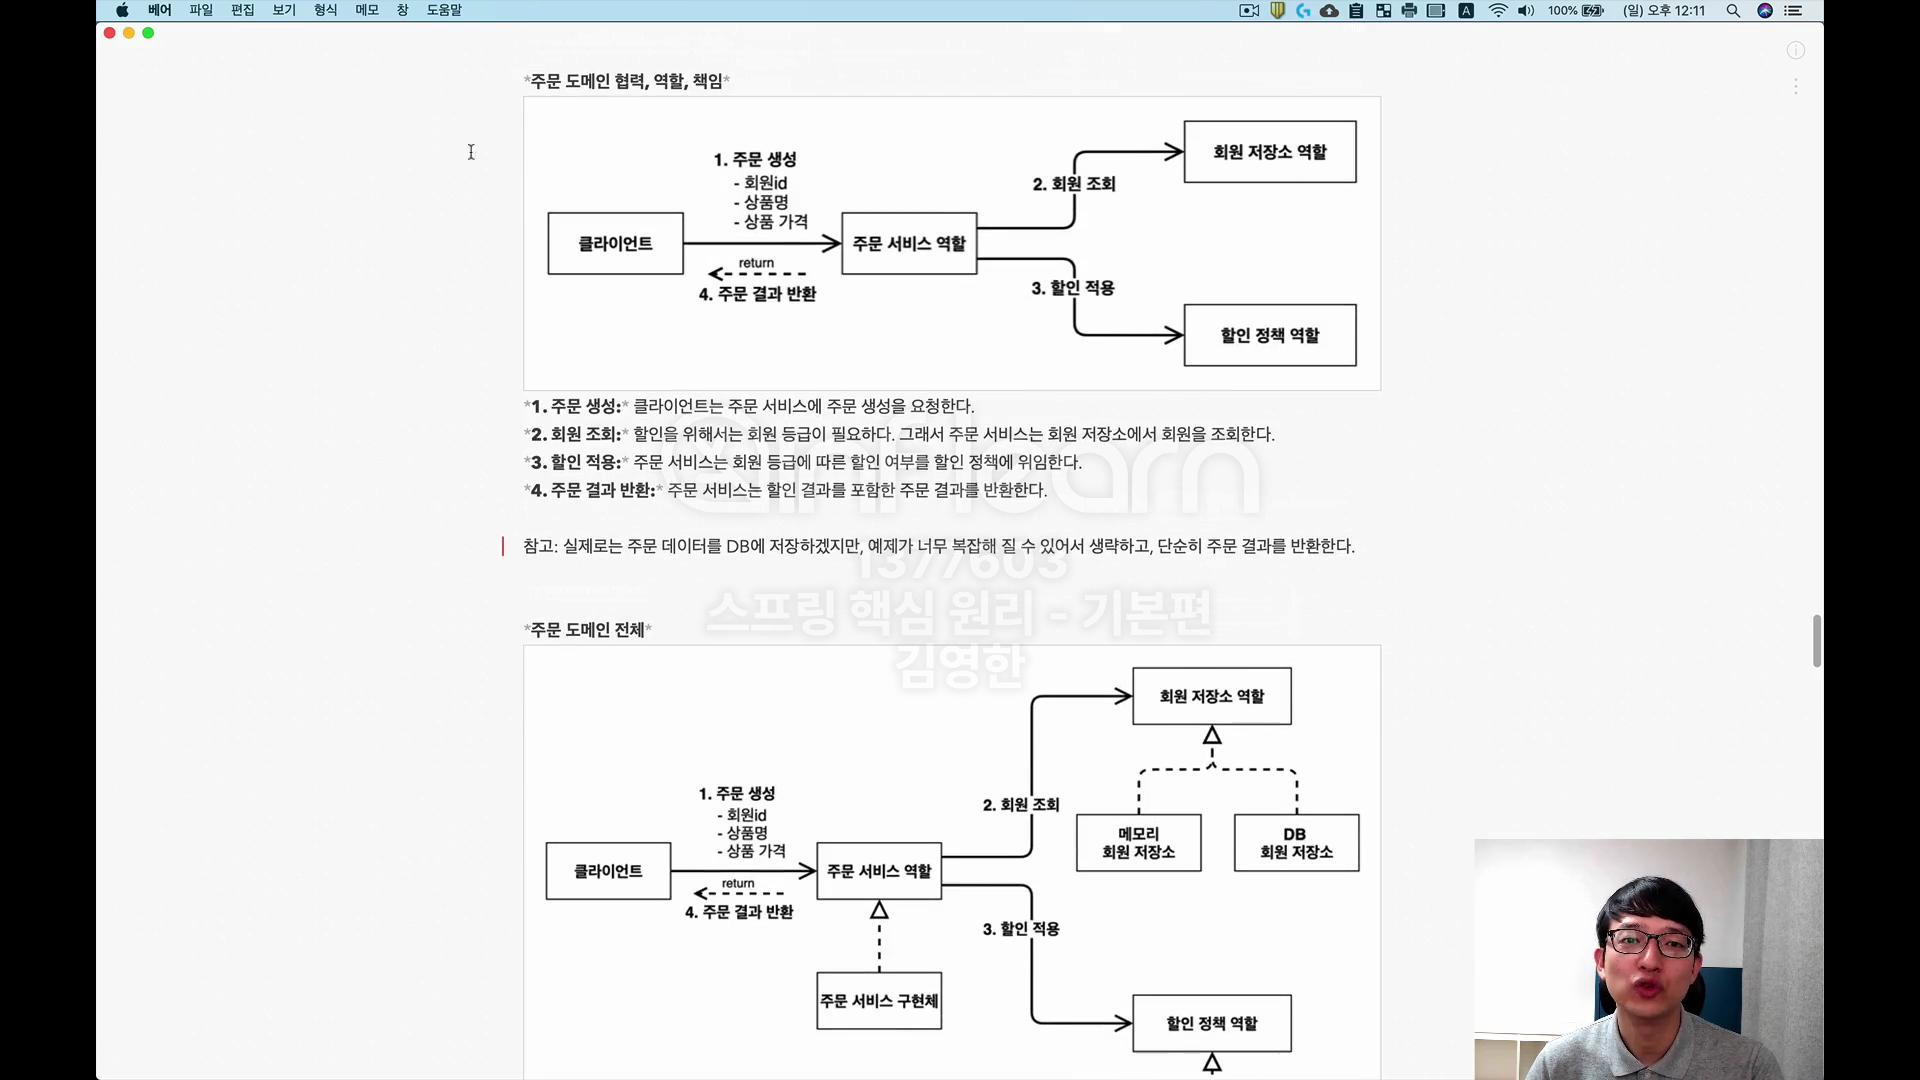 베어 파일 편집 보기 형식 메모 창 도움말
A 100% (일) 오후 12:11
*주문 도메인 협력, 역할, 책임*
회원 저장소 역할
1. 주문 생성
- 회원id
- 상품명
- 상품 가격
2. 회원 조회
클라이언트
주문 서비스 역할
return
4. 주문 결과 반환
3. 할인 적용
할인 정책 역할
*1. 주문 생성:* 클라이언트는 주문 서비스에 주문 생성을 요청한다.
*2. 회원 조회:* 할인을 위해서는 회원 등급이 필요하다. 그래서 주문 서비스는 회원 저장소에서 회원을 조회한다.
*3. 할인 적용:* 주문 서비스는 회원 등급에 따른 할인 여부를 할인 정책에 위임한다.
*4. 주문 결과 반환:* 주문 서비스는 할인 결과를 포함한 주문 결과를 반환한다.
inflearn
참고: 실제로는 주문 데이터를 DB에 저장하겠지만, 예제가 너무 복잡해 질 수 있어서 생략하고, 단순히 주문 결과를 반환한다.
1377603
스프링 핵심 원리 - 기본편
김영한
*주문 도메인 전체*
회원 저장소 역할
1. 주문 생성
- 회원id
- 상품명
- 상품 가격
2. 회원 조회
메모리
회원 저장소
DB
회원 저장소
클라이언트
주문 서비스 역할
return
4. 주문 결과 반환
3. 할인 적용
주문 서비스 구현체
할인 정책 역할